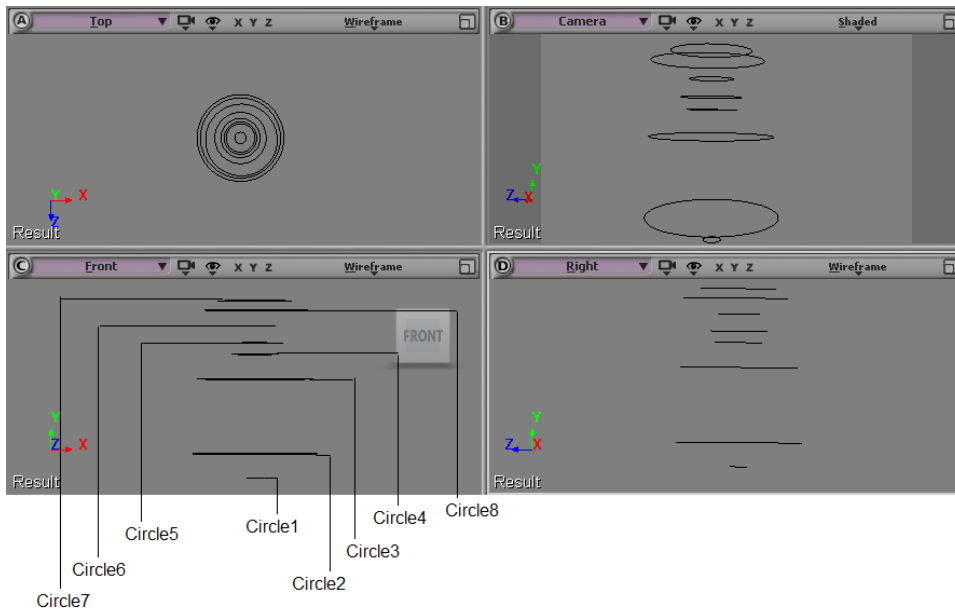 A Top X Y Z Wireframe
Y X
Z
Result
B Camera X Y Z Shaded
Y
Z X
Result
C Front X Y Z Wireframe
FRONT
Y
Z X
Result
D Right X Y Z Wireframe
Y
Z X
Result
Circle1
Circle4
Circle8
Circle5
Circle3
Circle6
Circle2
Circle7